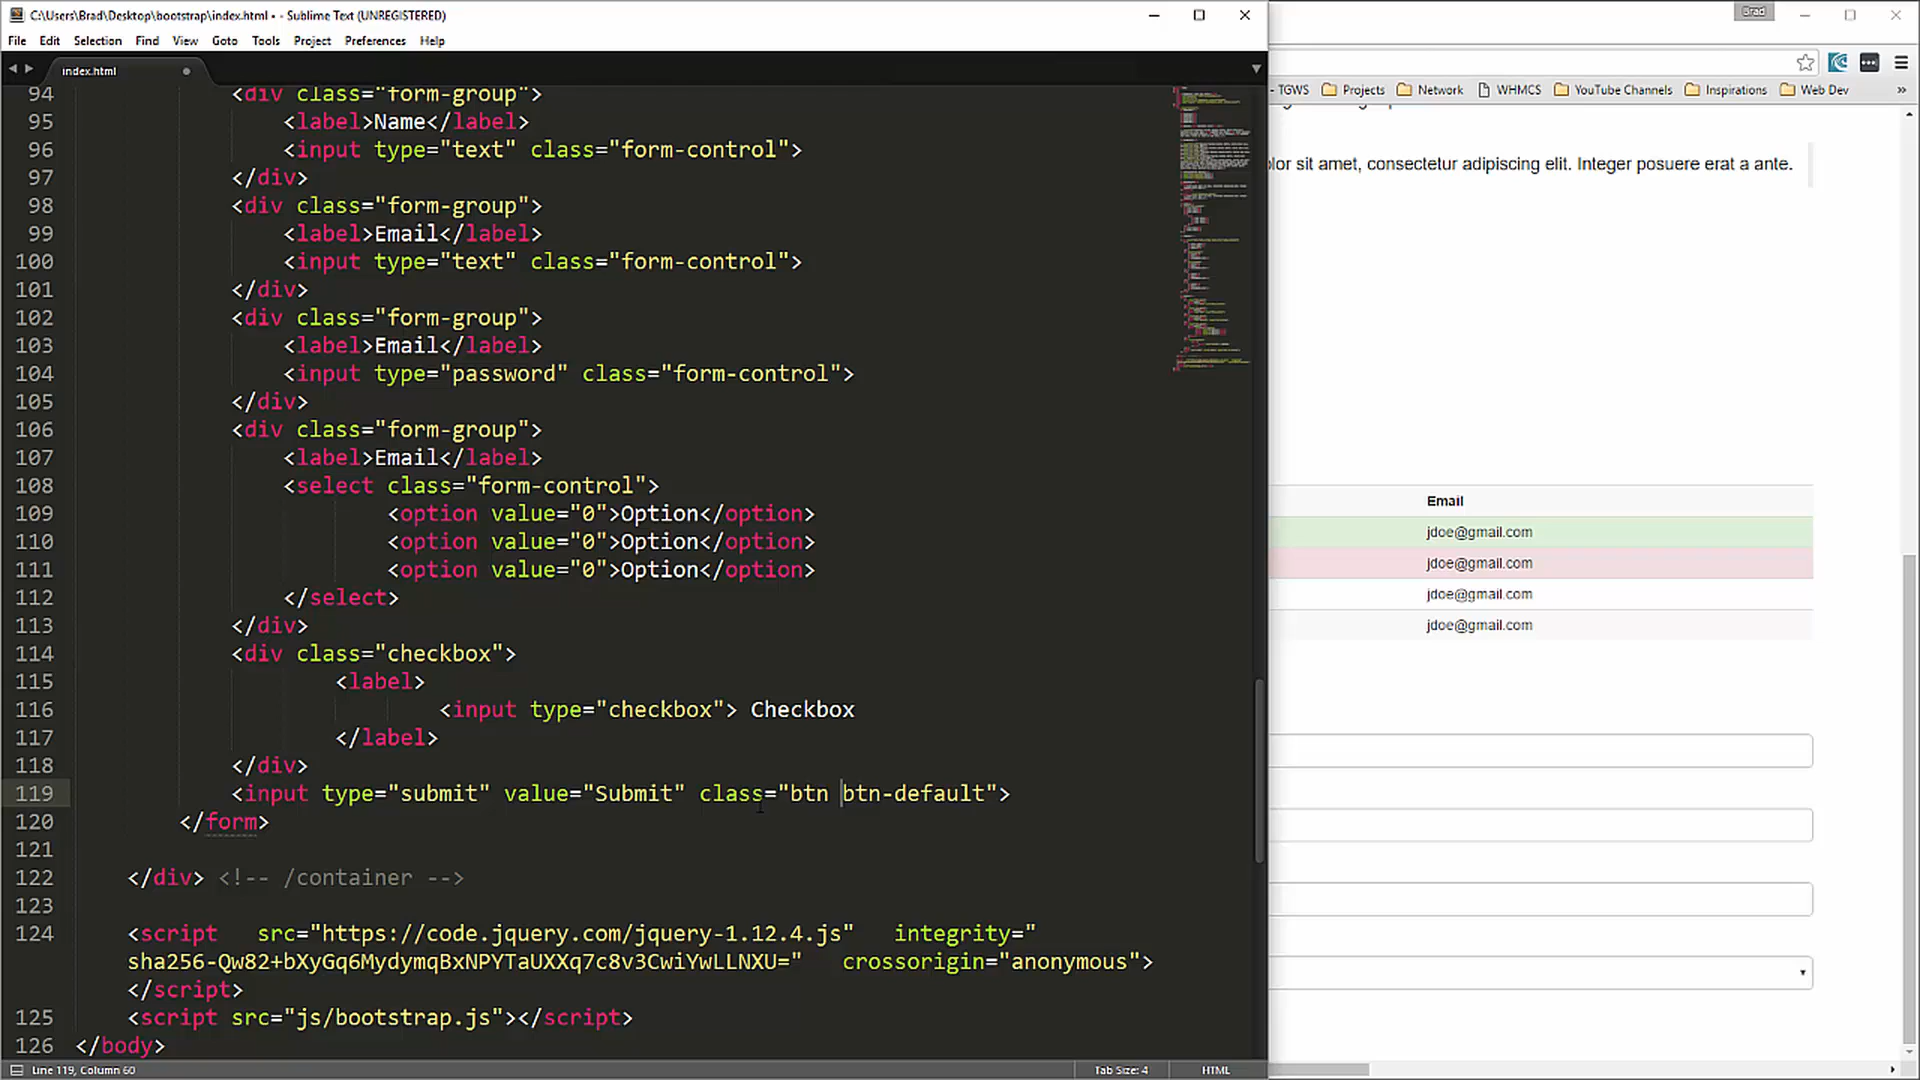 C:\Users\Brad\Desktop\bootstrap\index.html • - Sublime Text (UNREGISTERED)
File Edit Selection Find View Goto Tools Project Preferences Help
index.html
94 <div class="form-group">
95 <label>Name</label>
96 <input type="text" class="form-control">
97 </div>
98 <div class="form-group">
99 <label>Email</label>
100 <input type="text" class="form-control">
101 </div>
102 <div class="form-group">
103 <label>Email</label>
104 <input type="password" class="form-control">
105 </div>
106 <div class="form-group">
107 <label>Email</label>
108 <select class="form-control">
109 <option value="0">Option</option>
110 <option value="0">Option</option>
111 <option value="0">Option</option>
112 </select>
113 </div>
114 <div class="checkbox">
115 <label>
116 <input type="checkbox"> Checkbox
117 </label>
118 </div>
119 <input type="submit" value="Submit" class="btn btn-default">
120 </form>
121
122 </div> <!-- /container -->
123
124 <script src="https://code.jquery.com/jquery-1.12.4.js" integrity="
sha256-Qw82+bXyGq6MydymqBxNPYTaUXXq7c8v3CwiYwLLNXU=" crossorigin="anonymous">
</script>
125 <script src="js/bootstrap.js"></script>
126 </body>
Line 119, Column 60 Tab Size: 4 HTML
Brad
- TGWS Projects Network WHMCS YouTube Channels Inspirations Web Dev »
olor sit amet, consectetur adipiscing elit. Integer posuere erat a ante.
Email
jdoe@gmail.com
jdoe@gmail.com
jdoe@gmail.com
jdoe@gmail.com